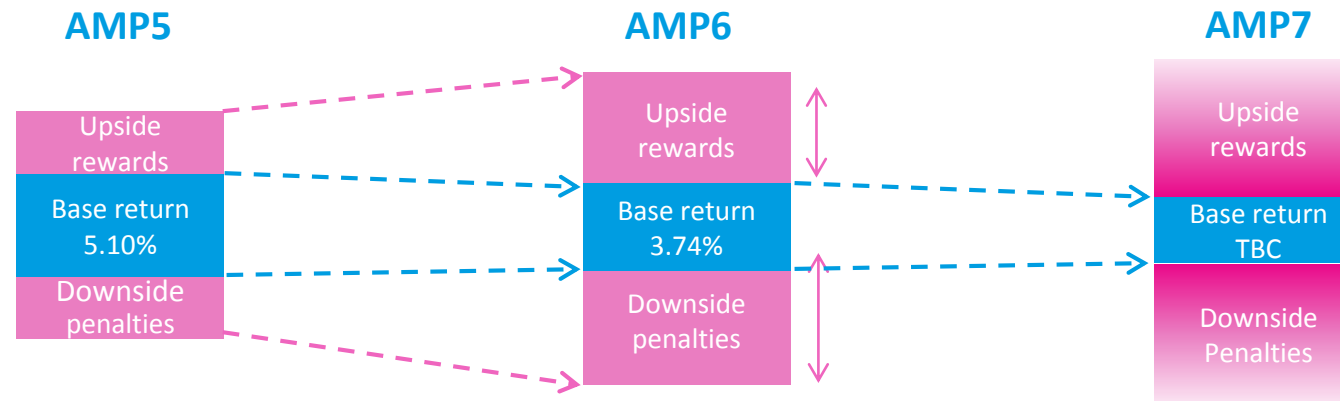 AMP5
AMP6
AMP7
Upside
rewards
Base return
5.10%
Downside
penalties
Upside
rewards
Base return
3.74%
Downside
penalties
Upside
rewards
Base return
TBC
Downside
Penalties